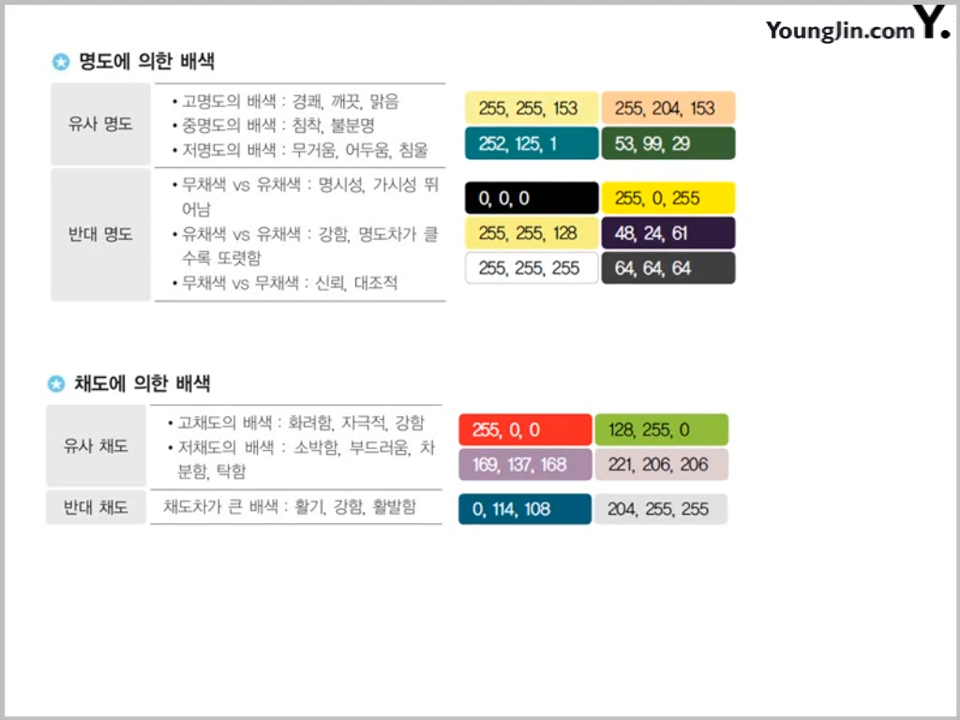 YoungJin.com Y.
명도에 의한 배색
유사 명도
• 고명도의 배색 : 경쾌, 깨끗, 맑음
• 중명도의 배색 : 침착, 불분명
• 저명도의 배색 : 무거움, 어두움, 침울
255, 255, 153
255, 204, 153
252, 125, 1
53, 99, 29
반대 명도
• 무채색 vs 유채색 : 명시성, 가시성 뛰
어남
• 유채색 vs 유채색 : 강함, 명도차가 클
수록 또렷함
• 무채색 vs 무채색 : 신뢰, 대조적
0, 0, 0
255, 0, 255
255, 255, 128
48, 24, 61
255, 255, 255
64, 64, 64
채도에 의한 배색
유사 채도
• 고채도의 배색 : 화려함, 자극적, 강함
• 저채도의 배색 : 소박함, 부드러움, 차
분함, 탁함
255, 0, 0
128, 255, 0
169, 137, 168
221, 206, 206
반대 채도
채도차가 큰 배색 : 활기, 강함, 활발함
0, 114, 108
204, 255, 255